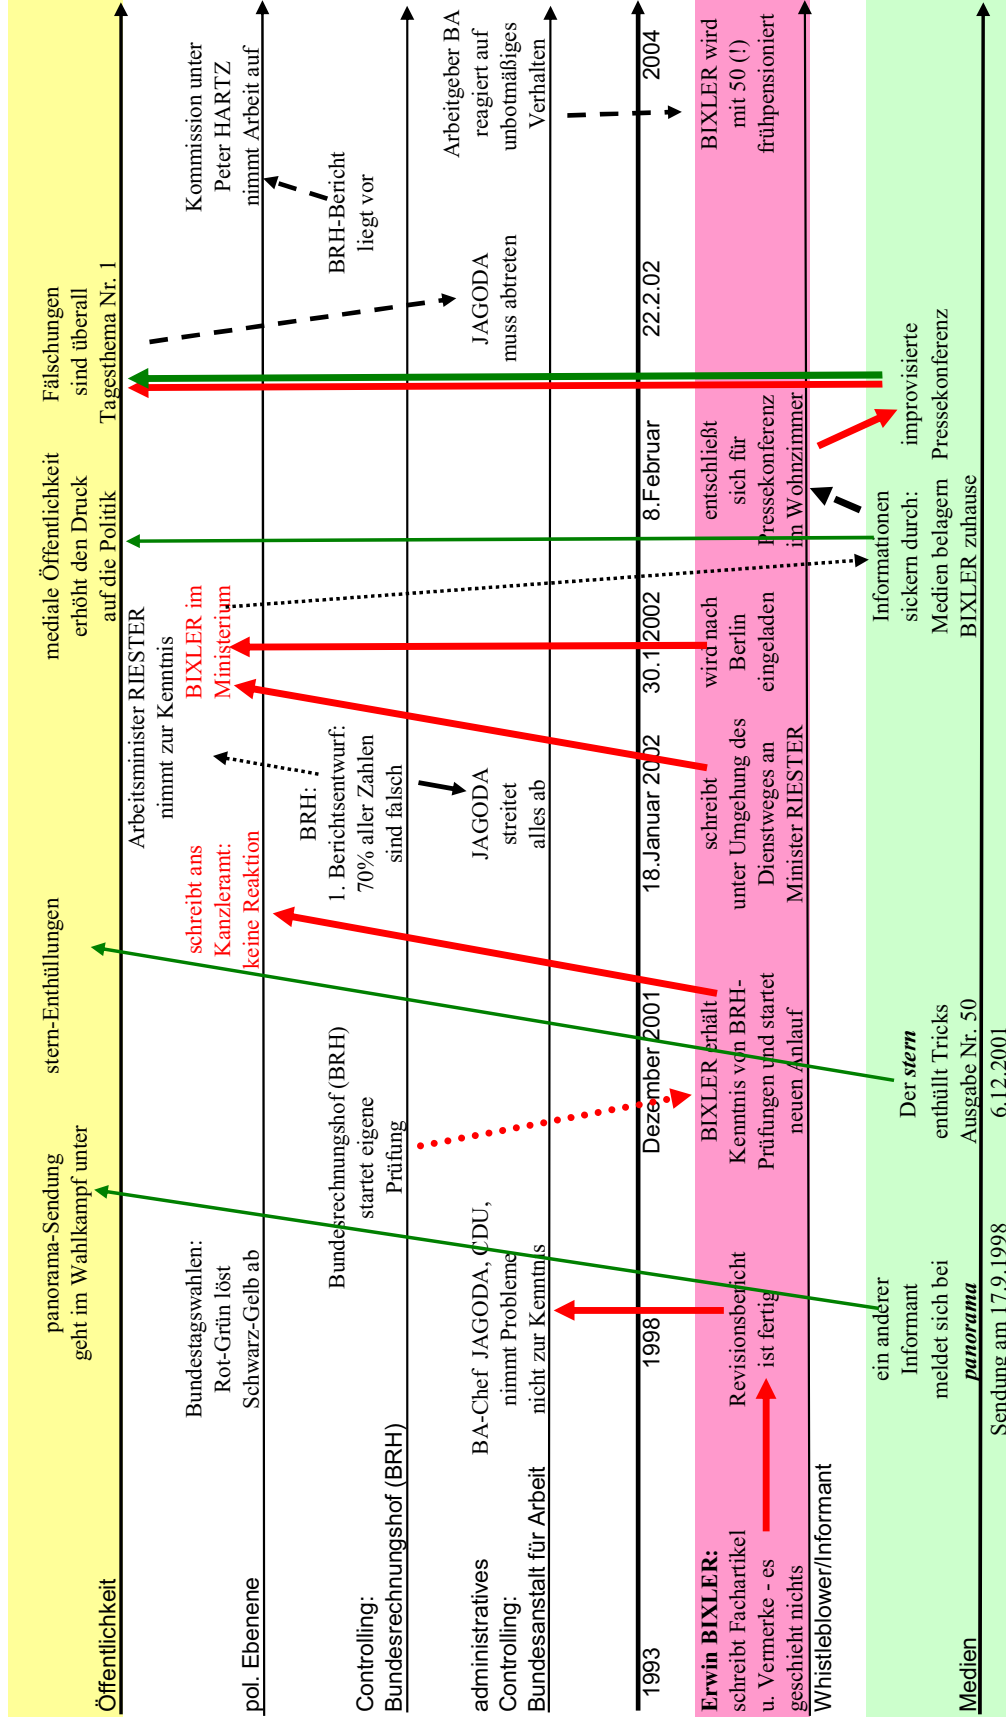 Öffentlichkeit
panorama-Sendung
geht im Wahlkampf unter
stern-Enthüllungen
mediale Öffentlichkeit
erhöht den Druck
auf die Politik
Fälschungen
sind überall
Tagesthema Nr. 1
pol. Ebenene
Bundestagswahlen:
Rot-Grün löst
Schwarz-Gelb ab
schreibt ans
Kanzleramt:
keine Reaktion
Arbeitsminister RIESTER
nimmt zur Kenntnis
BIXLER im
Ministerium
Kommission unter
Peter HARTZ
nimmt Arbeit auf
Controlling:
Bundesrechnungshof (BRH)
Bundesrechnungshof (BRH)
startet eigene
Prüfung
BRH:
1. Berichtsentwurf:
70% aller Zahlen
sind falsch
BRH-Bericht
liegt vor
administratives
Controlling:
Bundesanstalt für Arbeit
BA-Chef JAGODA, CDU,
nimmt Probleme
nicht zur Kenntnis
JAGODA
streitet
alles ab
JAGODA
muss abtreten
Arbeitgeber BA
reagiert auf
unbotmäßiges
Verhalten
1993
1998
Dezember 2001
18.Januar 2002
30.1.2002
8.Februar
22.2.02
2004
Erwin BIXLER:
schreibt Fachartikel
u. Vermerke - es
geschieht nichts
Revisionsbericht
ist fertig
BIXLER erhält
Kenntnis von BRH-
Prüfungen und startet
neuen Anlauf
schreibt
unter Umgehung des
Dienstweges an
Minister RIESTER
wird nach
Berlin
eingeladen
entschließt
sich für
Pressekonferenz
im Wohnzimmer
BIXLER wird
mit 50 (!)
frühpensioniert
Whistleblower/Informant
ein anderer
Informant
meldet sich bei
panorama
Sendung am 17.9.1998
Der stern
enthüllt Tricks
Ausgabe Nr. 50
6.12.2001
Informationen
sickern durch:
Medien belagern
BIXLER zuhause
improvisierte
Pressekonferenz
Medien